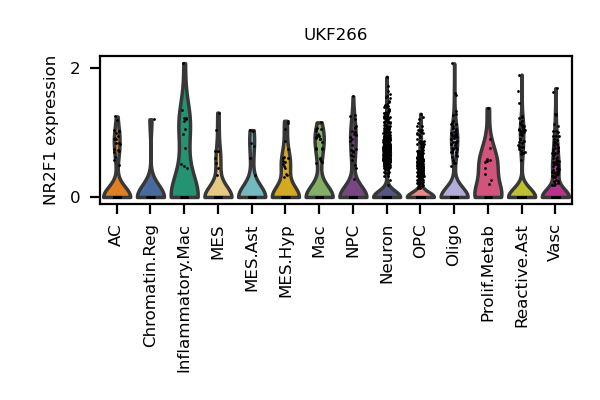 UKF266
NR2F1 expression
2
0
AC
Chromatin.Reg
Inflammatory.Mac
MES
MES.Ast
MES.Hyp
Mac
NPC
Neuron
OPC
Oligo
Prolif.Metab
Reactive.Ast
Vasc